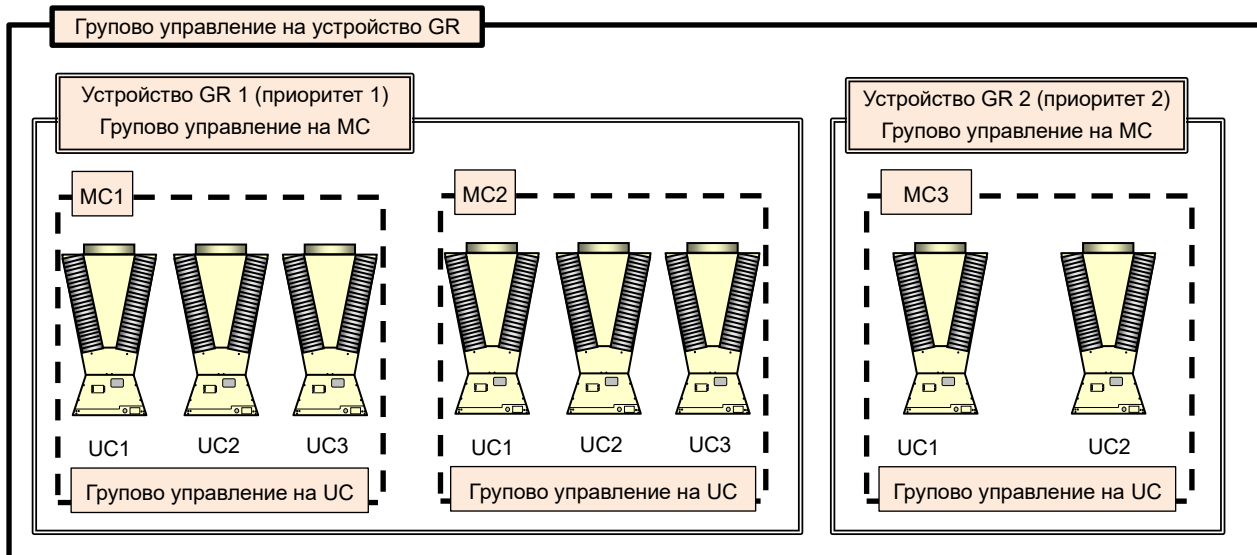 Групово управление на устройство GR
Устройство GR 1 (приоритет 1)
Групово управление на MC
MC1
UC1
UC2
UC3
Групово управление на UC
MC2
UC1
UC2
UC3
Групово управление на UC
Устройство GR 2 (приоритет 2)
Групово управление на MC
MC3
UC1
UC2
Групово управление на UC